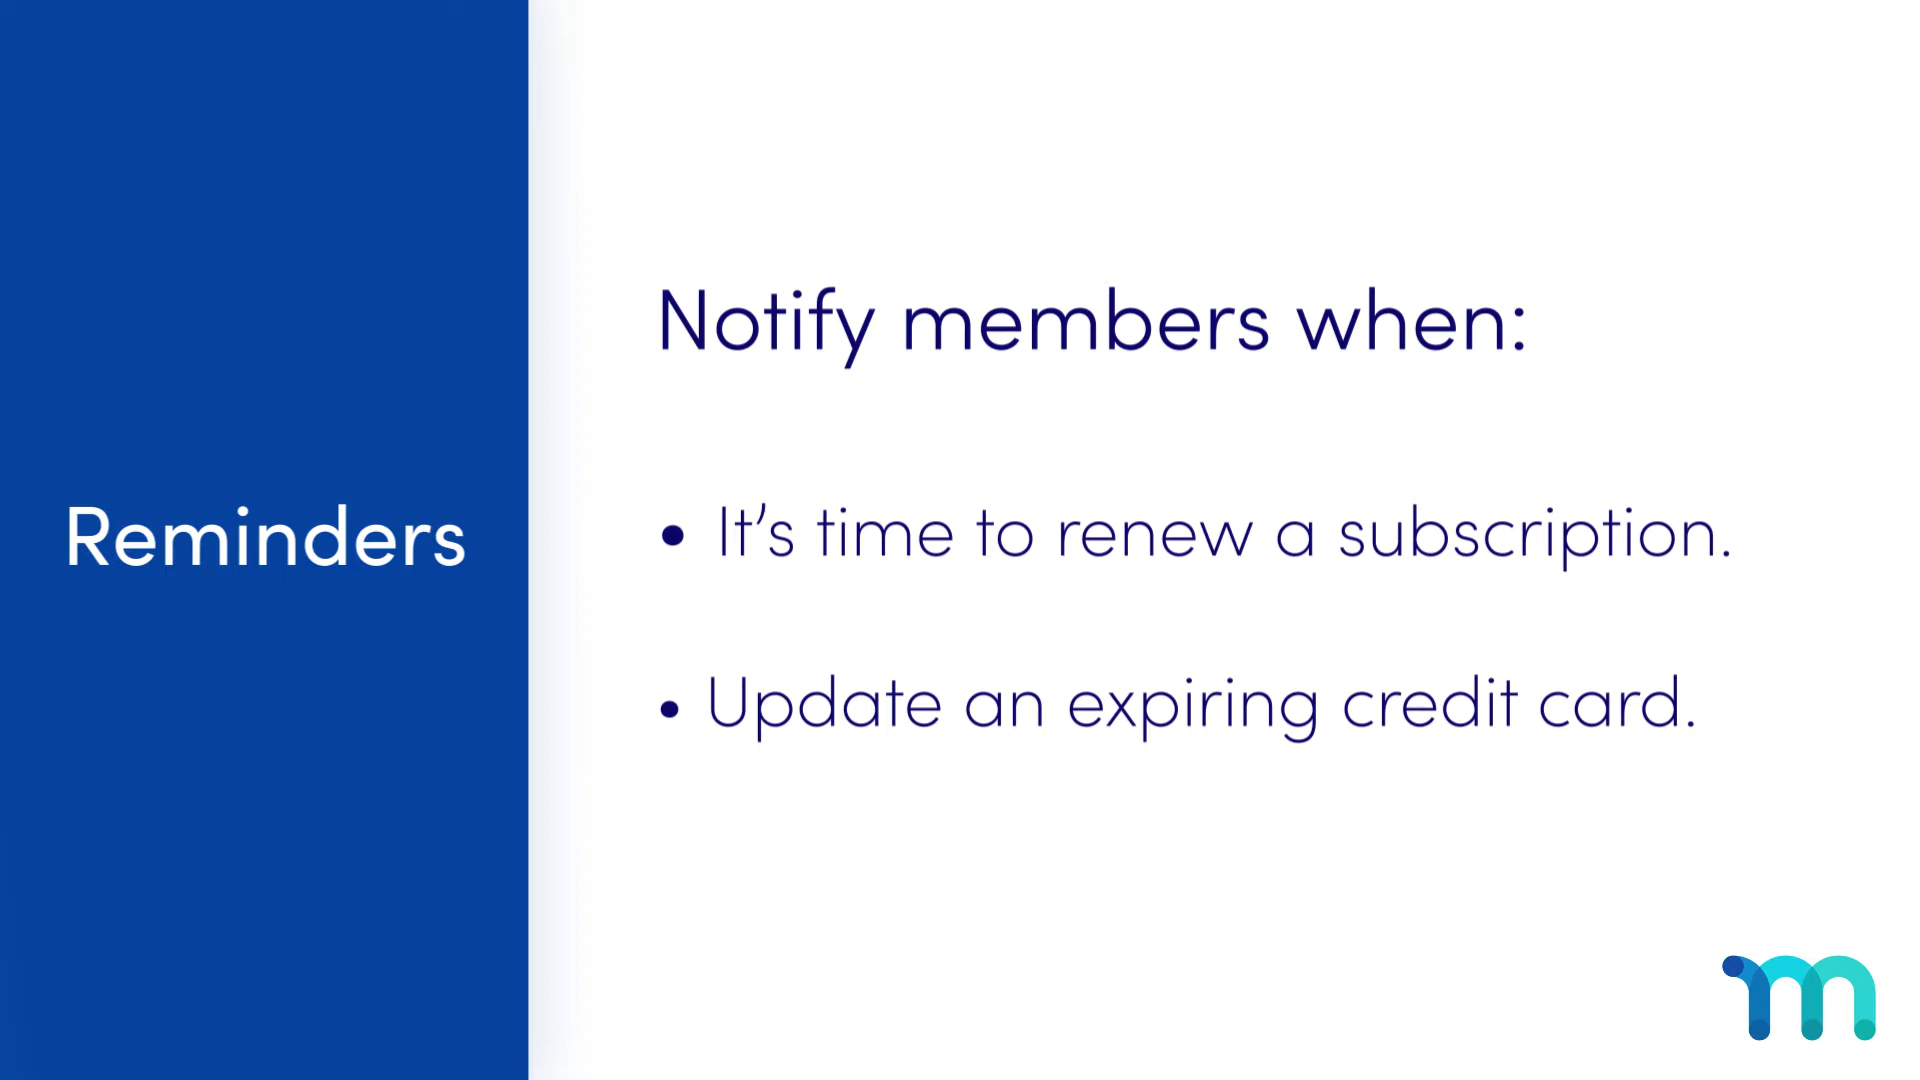 Reminders
Notify members when:
• It’s time to renew a subscription.
• Update an expiring credit card.